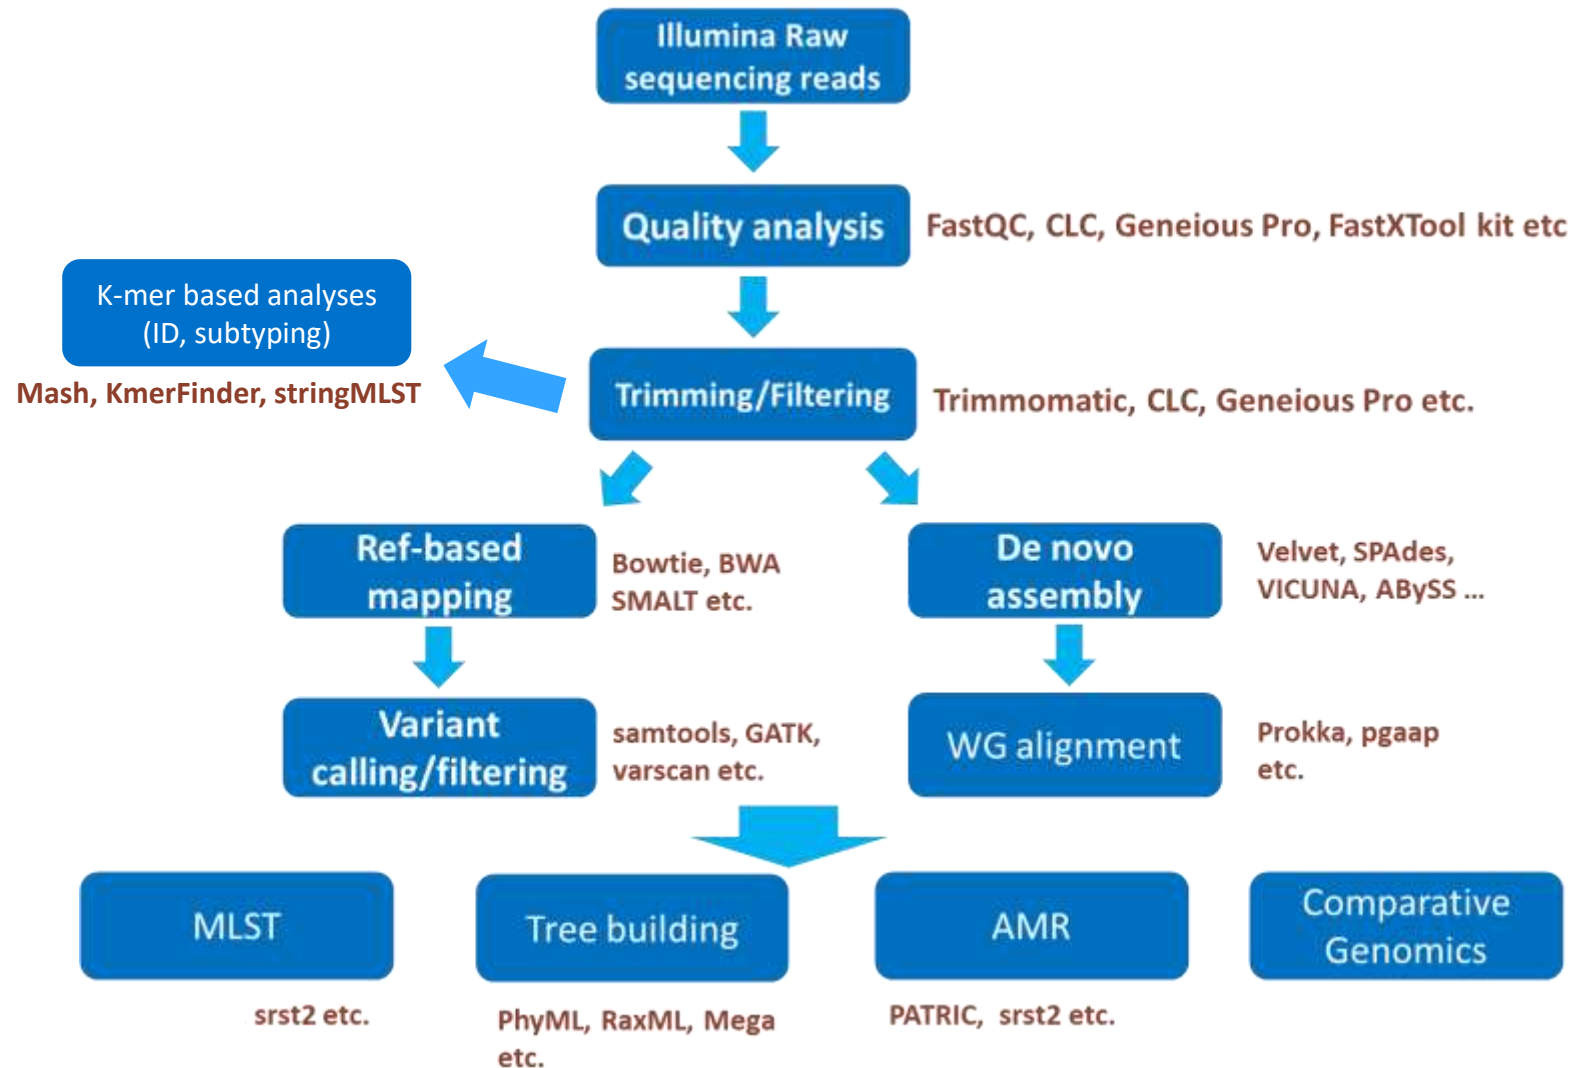 Illumina Raw
sequencing reads
Quality analysis
FastQC, CLC, Geneious Pro, FastXTool kit etc
K-mer based analyses
(ID, subtyping)
Mash, KmerFinder, stringMLST
Trimming/Filtering
Trimmomatic, CLC, Geneious Pro etc.
Ref-based
mapping
Bowtie, BWA
SMALT etc.
De novo
assembly
Velvet, SPAdes,
VICUNA, ABySS ...
Variant
calling/filtering
samtools, GATK,
varscan etc.
WG alignment
Prokka, pgaap
etc.
MLST
srst2 etc.
Tree building
PhyML, RaxML, Mega
etc.
AMR
PATRIC, srst2 etc.
Comparative
Genomics